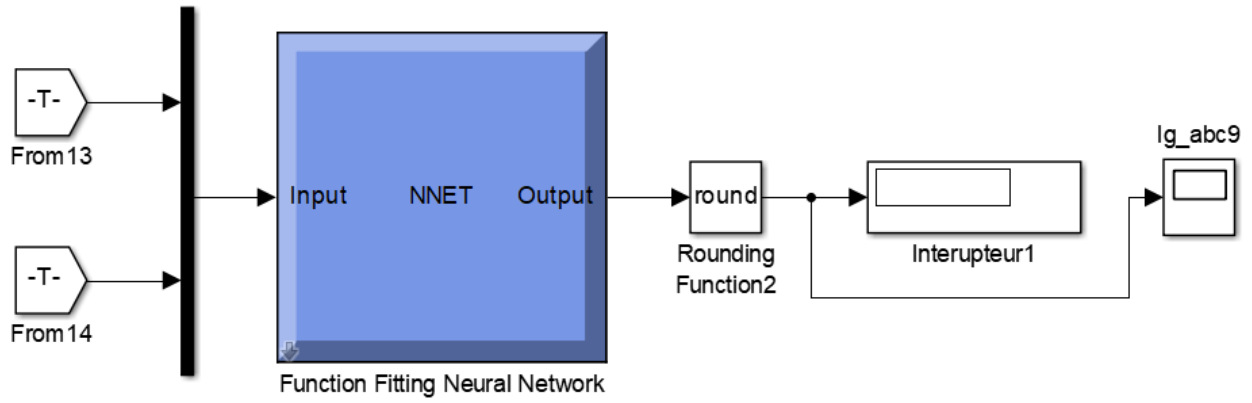 -T-
From13
-T-
From14
Input NNET Output
Function Fitting Neural Network
round
Rounding
Function2
Interupteur1
Ig_abc9